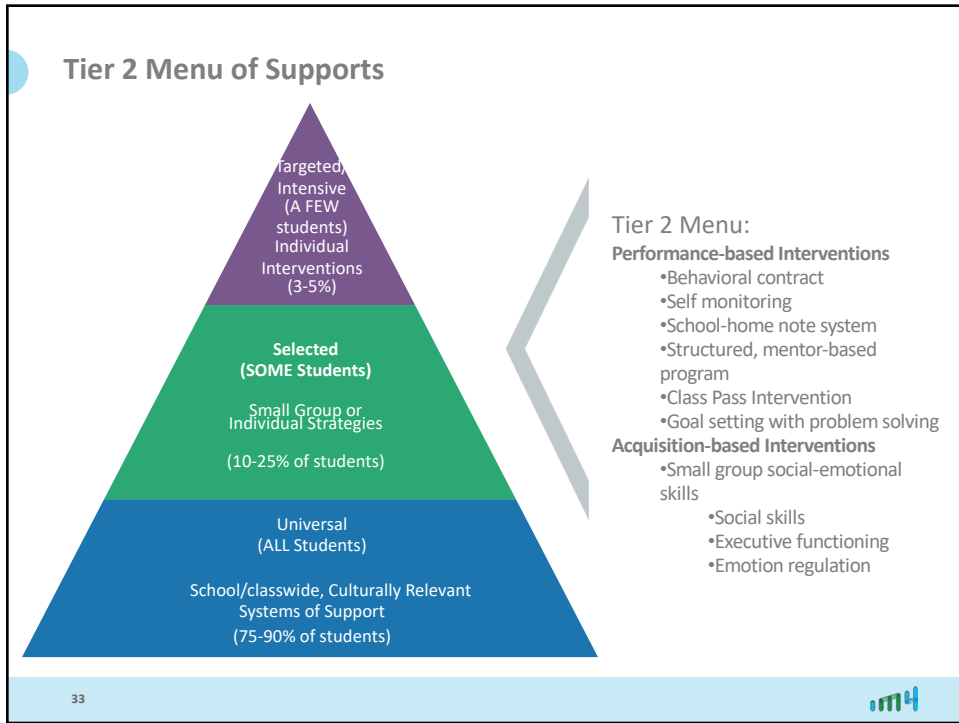 Tier 2 Menu of Supports
Targeted/
Intensive
(A FEW
students)
Individual
Interventions
(3-5%)
Selected
(SOME Students)
Small Group or
Individual Strategies
(10-25% of students)
Universal
(ALL Students)
School/classwide, Culturally Relevant
Systems of Support
(75-90% of students)
Tier 2 Menu:
Performance-based Interventions
•Behavioral contract
•Self monitoring
•School-home note system
•Structured, mentor-based
program
•Class Pass Intervention
•Goal setting with problem solving
Acquisition-based Interventions
•Small group social-emotional
skills
•Social skills
•Executive functioning
•Emotion regulation
33
m4